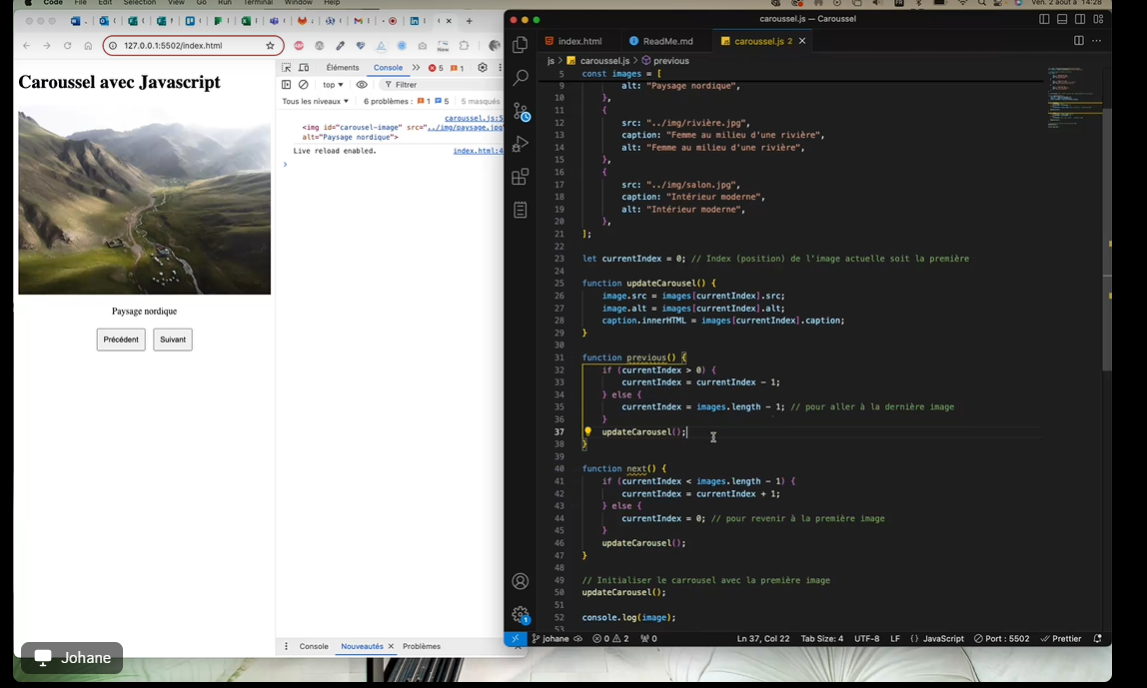 Code File Edit Selection View Go Run Terminal Window Help
Ven. 2 août à 14:28
127.0.0.1:5502/index.html
Caroussel avec Javascript
Paysage nordique
Précédent Suivant
Éléments Console 5 1
top Filtrer
Tous les niveaux 6 problèmes : 1 5 5 masqués
caroussel.js:5
<img id="carousel-image" src="../img/paysage.jpg"
alt="Paysage nordique">
Live reload enabled. index.html:4
Console Nouveautés Problèmes
caroussel.js — Caroussel
index.html ReadMe.md caroussel.js 2
js > caroussel.js > previous
5 const images = [
9 alt: "Paysage nordique",
10 },
11 {
12 src: "../img/rivière.jpg",
13 caption: "Femme au milieu d'une rivière",
14 alt: "Femme au milieu d'une rivière",
15 },
16 {
17 src: "../img/salon.jpg",
18 caption: "Intérieur moderne",
19 alt: "Intérieur moderne",
20 },
21 ];
22
23 let currentIndex = 0; // Index (position) de l'image actuelle soit la première
24
25 function updateCarousel() {
26 image.src = images[currentIndex].src;
27 image.alt = images[currentIndex].alt;
28 caption.innerHTML = images[currentIndex].caption;
29 }
30
31 function previous() {
32 if (currentIndex > 0) {
33 currentIndex = currentIndex - 1;
34 } else {
35 currentIndex = images.length - 1; // pour aller à la dernière image
36 }
37 updateCarousel();
38 }
39
40 function next() {
41 if (currentIndex < images.length - 1) {
42 currentIndex = currentIndex + 1;
43 } else {
44 currentIndex = 0; // pour revenir à la première image
45 }
46 updateCarousel();
47 }
48
49 // Initialiser le carrousel avec la première image
50 updateCarousel();
51
52 console.log(image);
53
johane 0 2 0 Ln 37, Col 22 Tab Size: 4 UTF-8 LF {} JavaScript Port : 5502 Prettier
Johane